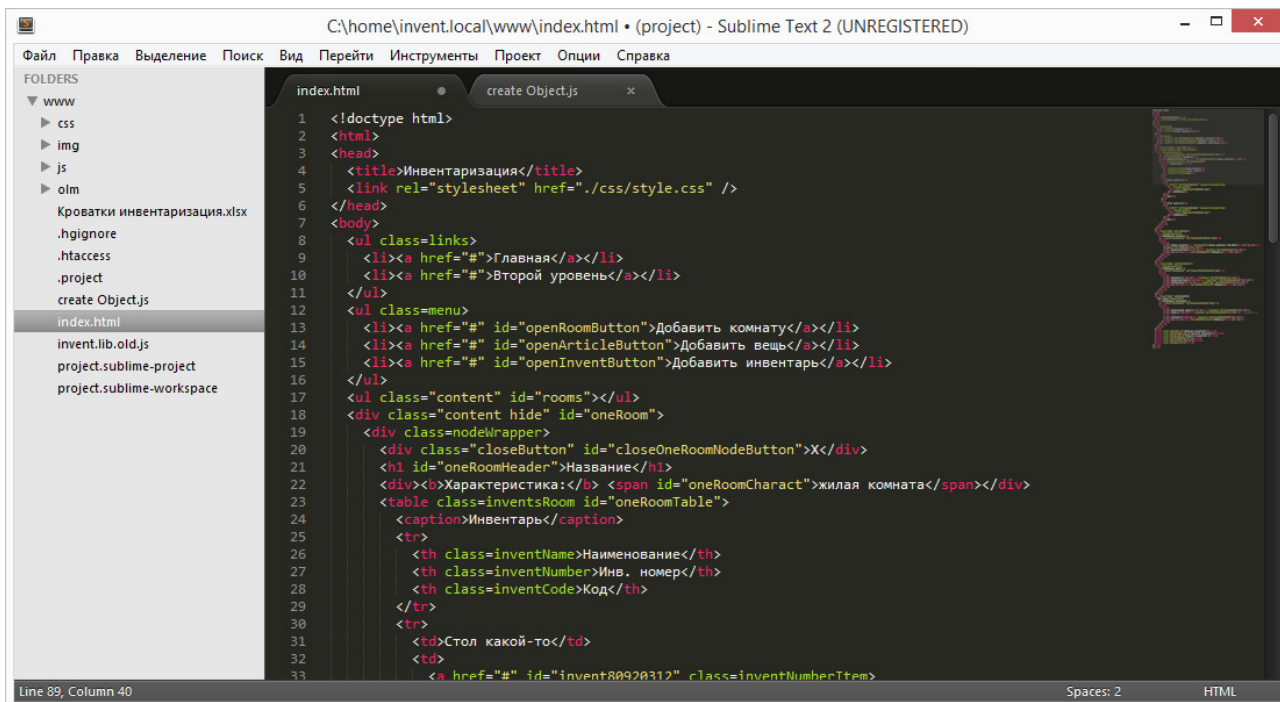 C:\home\invent.local\www\index.html • (project) - Sublime Text 2 (UNREGISTERED)
Файл Правка Выделение Поиск Вид Перейти Инструменты Проект Опции Справка
FOLDERS
www
css
img
js
olm
Кроватки инвентаризация.xlsx
.hgignore
.htaccess
.project
create Object.js
index.html
invent.lib.old.js
project.sublime-project
project.sublime-workspace
index.html
create Object.js
1 <!doctype html>
2 <html>
3 <head>
4 <title>Инвентаризация</title>
5 <link rel="stylesheet" href="./css/style.css" />
6 </head>
7 <body>
8 <ul class=links>
9 <li><a href="#">Главная</a></li>
10 <li><a href="#">Второй уровень</a></li>
11 </ul>
12 <ul class=menu>
13 <li><a href="#" id="openRoomButton">Добавить комнату</a></li>
14 <li><a href="#" id="openArticleButton">Добавить вещь</a></li>
15 <li><a href="#" id="openInventButton">Добавить инвентарь</a></li>
16 </ul>
17 <ul class="content" id="rooms"></ul>
18 <div class="content hide" id="oneRoom">
19 <div class=nodeWrapper>
20 <div class="closeButton" id="closeOneRoomNodeButton">X</div>
21 <h1 id="oneRoomHeader">Название</h1>
22 <div><b>Характеристика:</b> <span id="oneRoomCharact">жилая комната</span></div>
23 <table class=inventsRoom id="oneRoomTable">
24 <caption>Инвентарь</caption>
25 <tr>
26 <th class=inventName>Наименование</th>
27 <th class=inventNumber>Инв. номер</th>
28 <th class=inventCode>Код</th>
29 </tr>
30 <tr>
31 <td>Стол какой-то</td>
32 <td>
33 <a href="#" id="invent80920312" class=inventNumberItem>
Line 89, Column 40
Spaces: 2
HTML